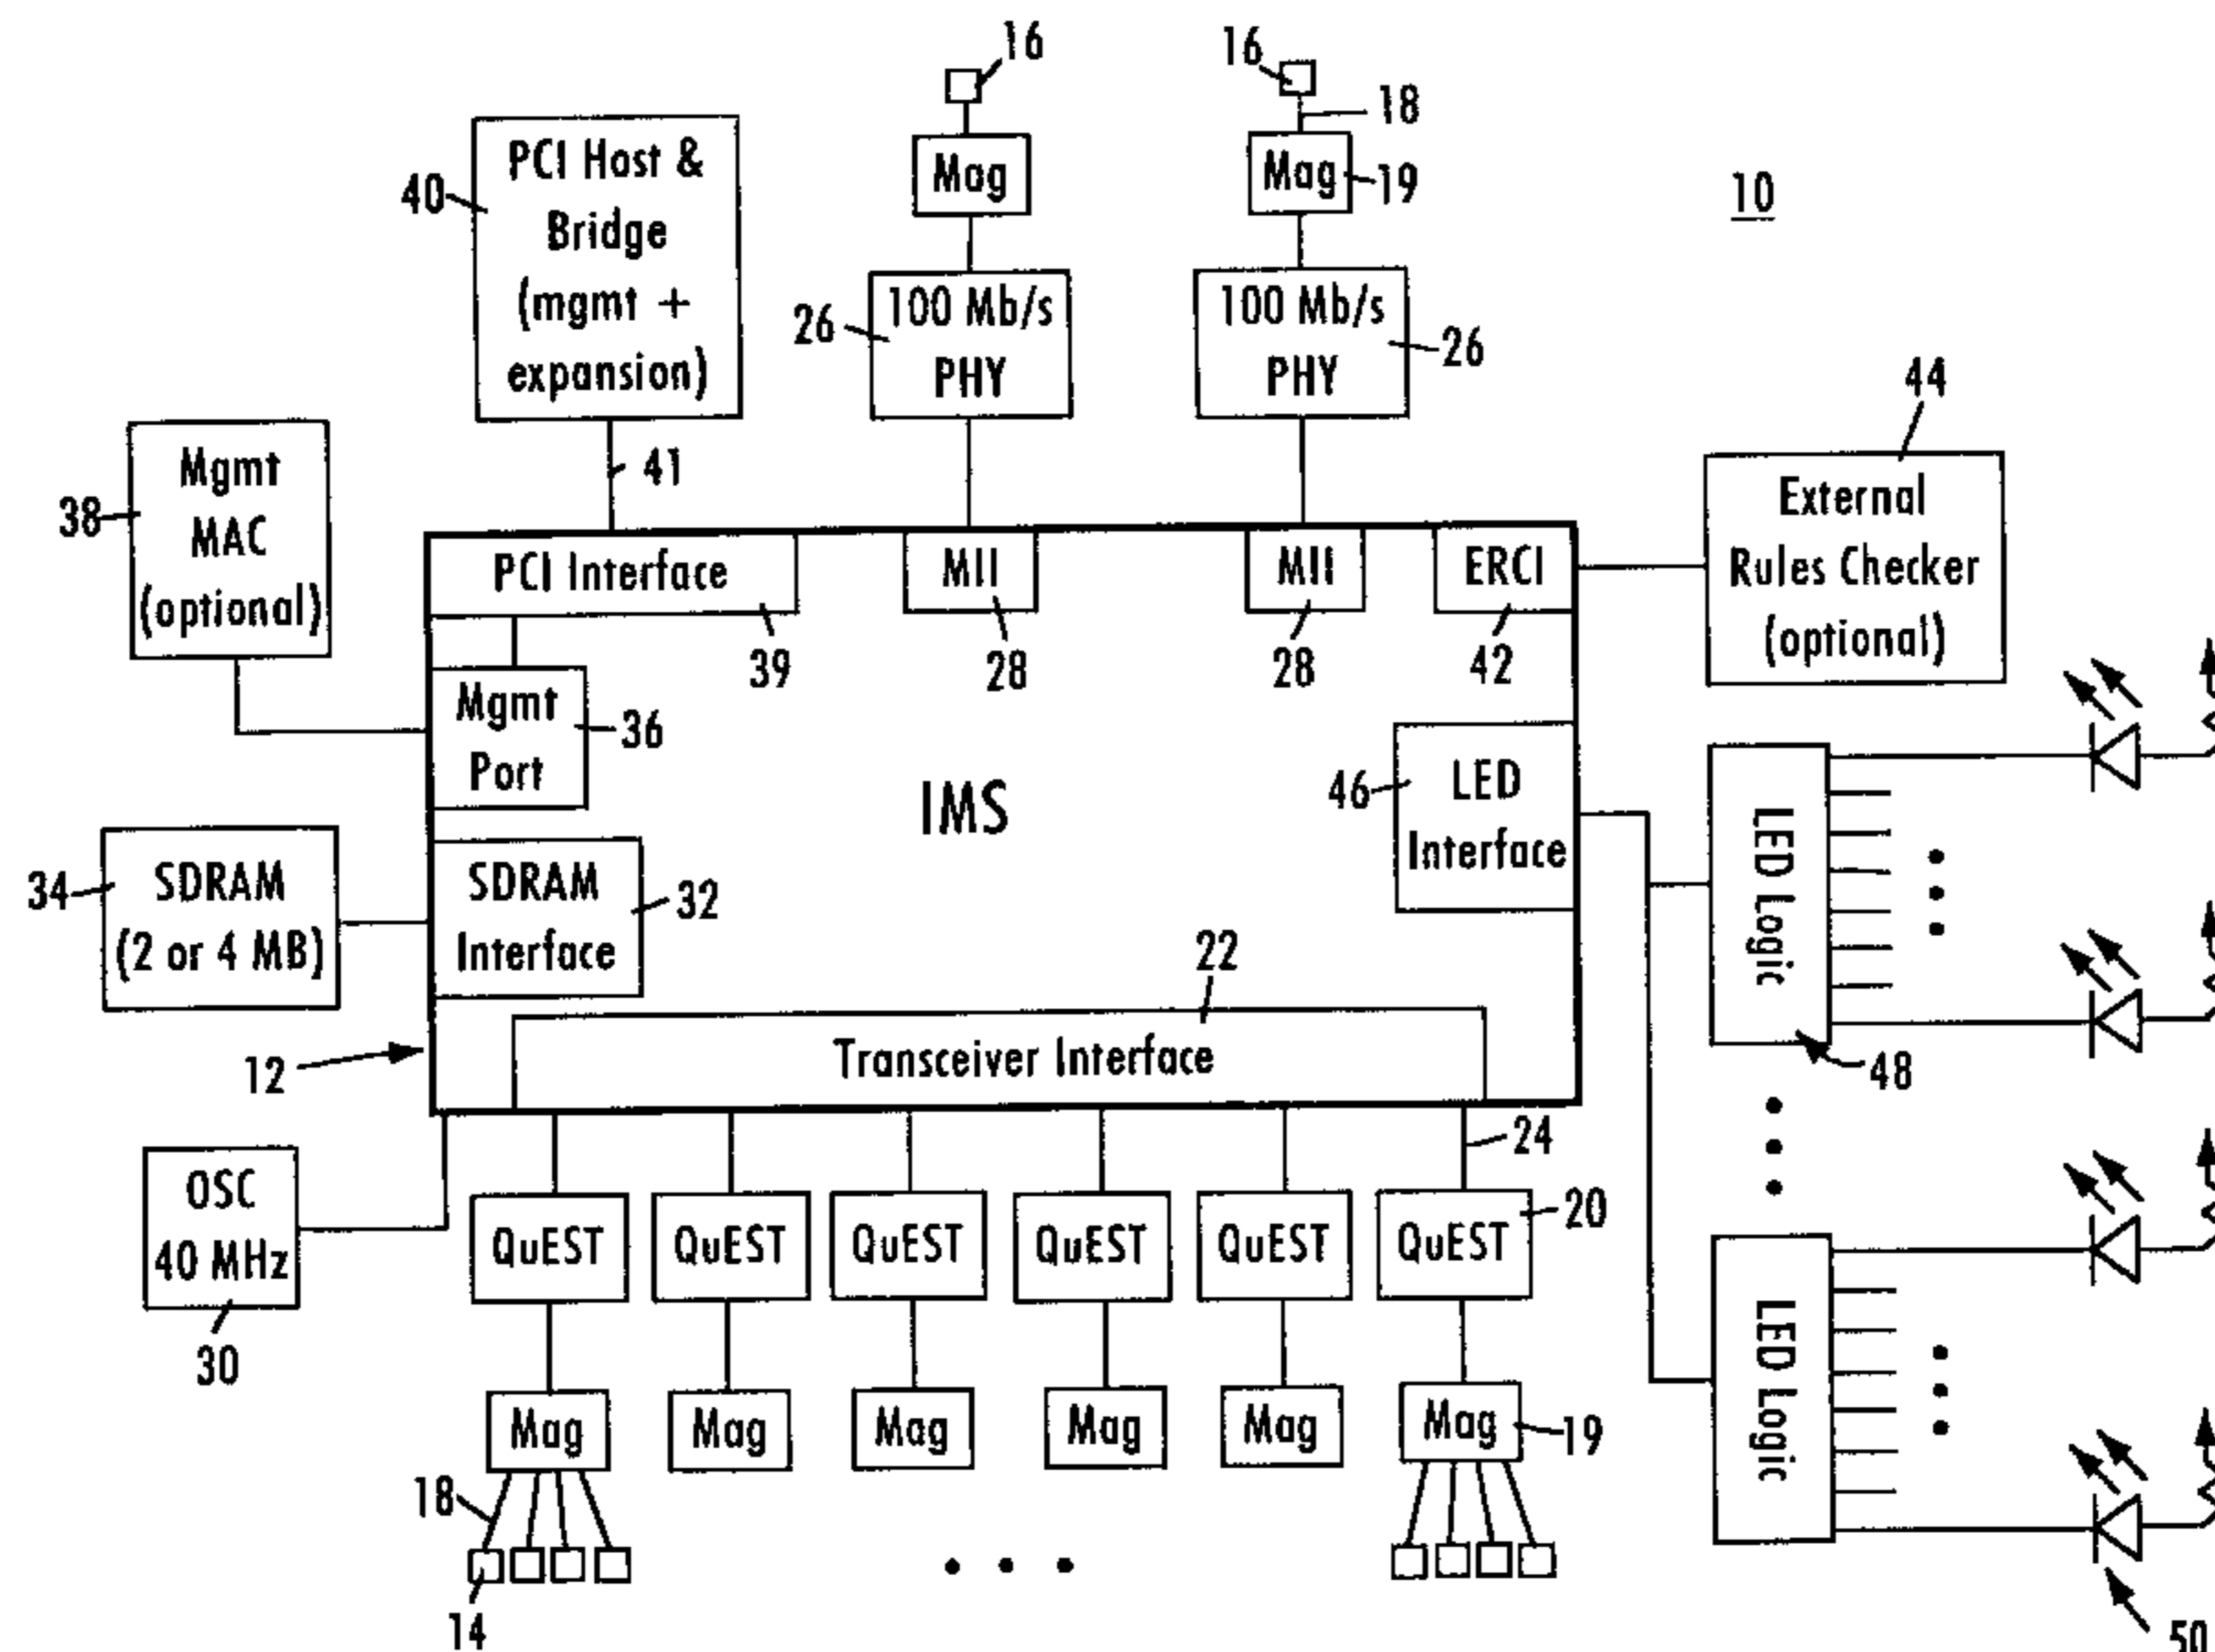 16
16
18
Mag
Mag
19
10
PCI Host &
Bridge
(mgmt +
expansion)
40
100 Mb/s
PHY
26
100 Mb/s
PHY
26
44
41
Mgmt
MAC
(optional)
38
External
Rules Checker
(optional)
PCI Interface
MII
MII
ERCI
39
28
28
42
Mgmt
Port
36
IMS
46
LED
Interface
LED Logic
SDRAM
(2 or 4 MB)
34
SDRAM
Interface
32
22
Transceiver Interface
12
48
24
OSC
40 MHz
30
QuEST
QuEST
QuEST
QuEST
QuEST
QuEST
20
LED Logic
Mag
Mag
Mag
Mag
Mag
Mag
19
18
14
50